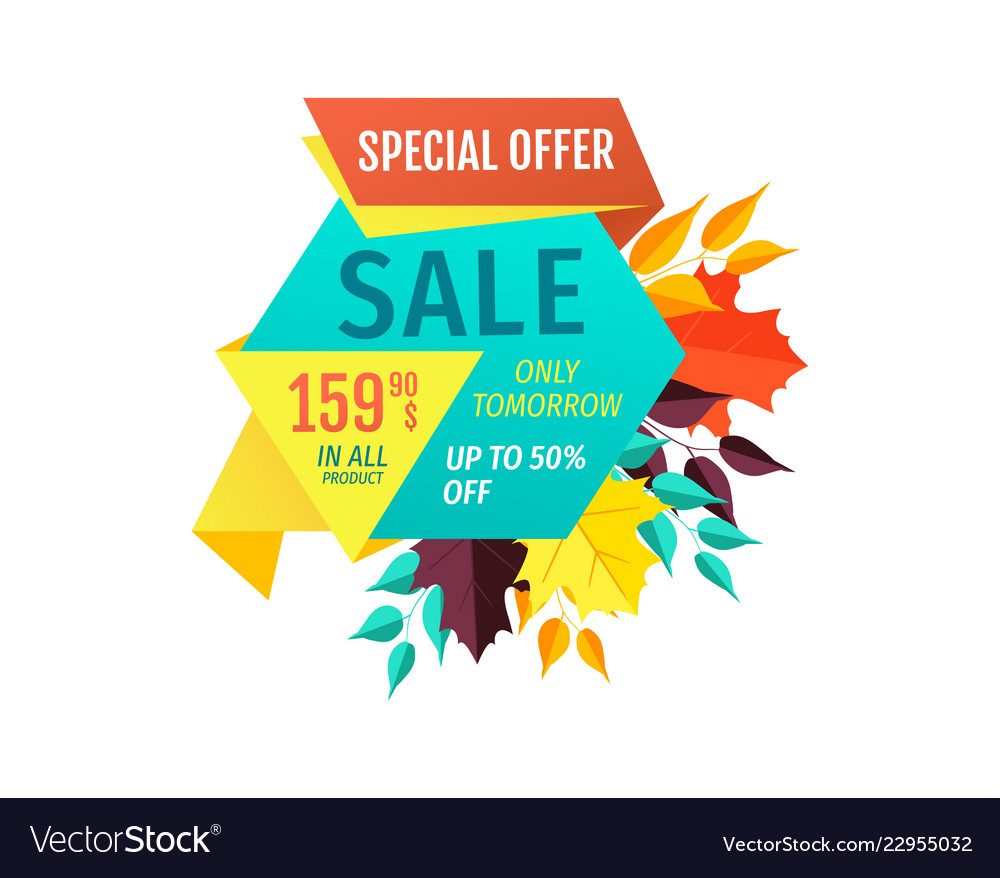 SPECIAL OFFER
SALE
159 90 $
IN ALL
PRODUCT
ONLY
TOMORROW
UP TO 50%
OFF
VectorStock®
VectorStock.com/22955032